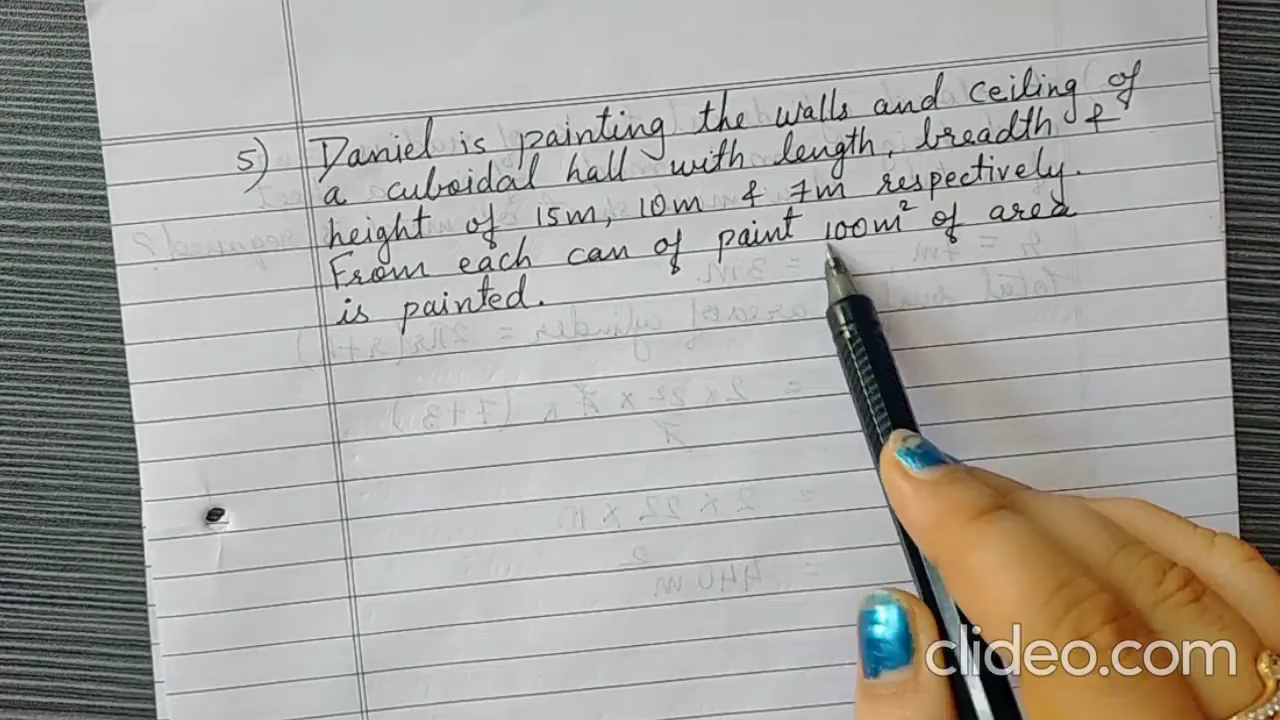 5) Daniel is painting the walls and ceiling of
a cuboidal hall with length, breadth &
height of 15m, 10m & 7m respectively.
From each can of paint 100m² of area
is painted.
clideo.com